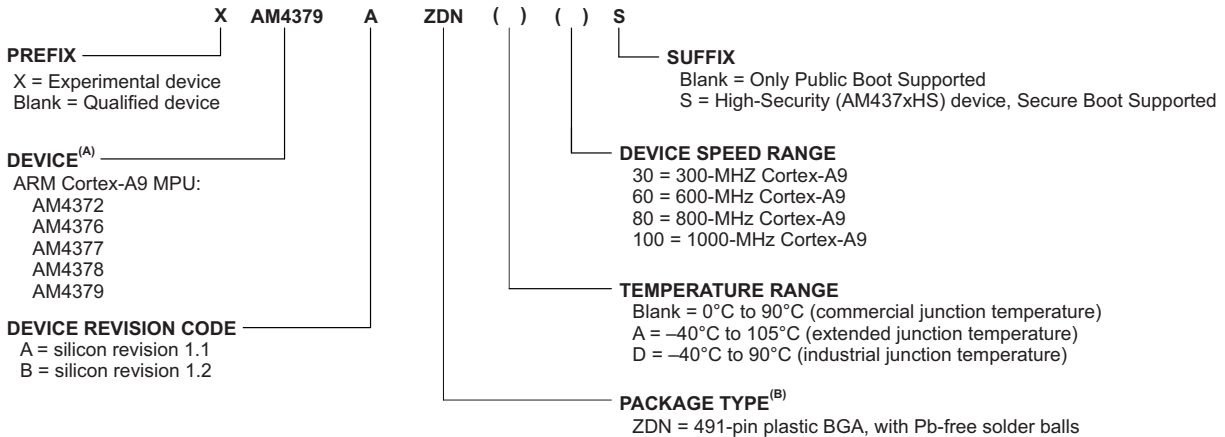 X AM4379 A ZDN ( ) ( ) S
PREFIX
X = Experimental device
Blank = Qualified device
DEVICE(A)
ARM Cortex-A9 MPU:
AM4372
AM4376
AM4377
AM4378
AM4379
DEVICE REVISION CODE
A = silicon revision 1.1
B = silicon revision 1.2
SUFFIX
Blank = Only Public Boot Supported
S = High-Security (AM437xHS) device, Secure Boot Supported
DEVICE SPEED RANGE
30 = 300-MHZ Cortex-A9
60 = 600-MHz Cortex-A9
80 = 800-MHz Cortex-A9
100 = 1000-MHz Cortex-A9
TEMPERATURE RANGE
Blank = 0°C to 90°C (commercial junction temperature)
A = –40°C to 105°C (extended junction temperature)
D = –40°C to 90°C (industrial junction temperature)
PACKAGE TYPE(B)
ZDN = 491-pin plastic BGA, with Pb-free solder balls